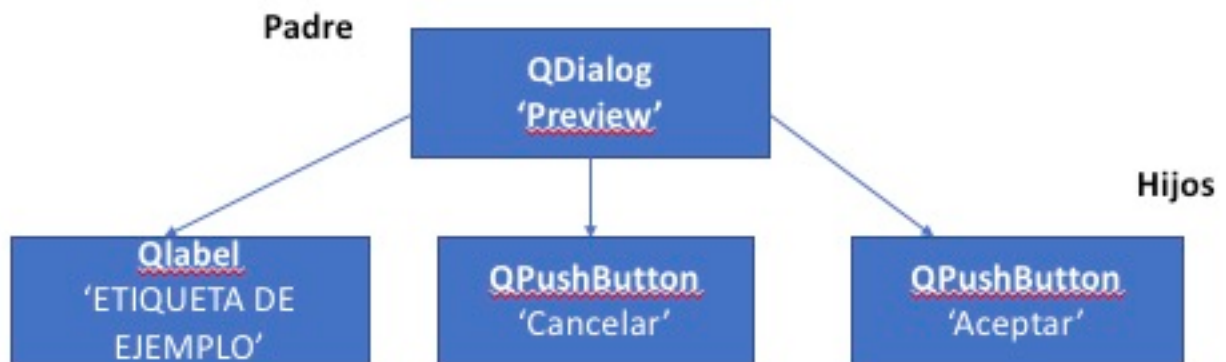 Padre
QDialog
‘Preview’
Hijos
Qlabel
‘ETIQUETA DE
EJEMPLO’
QPushButton
‘Cancelar’
QPushButton
‘Aceptar’